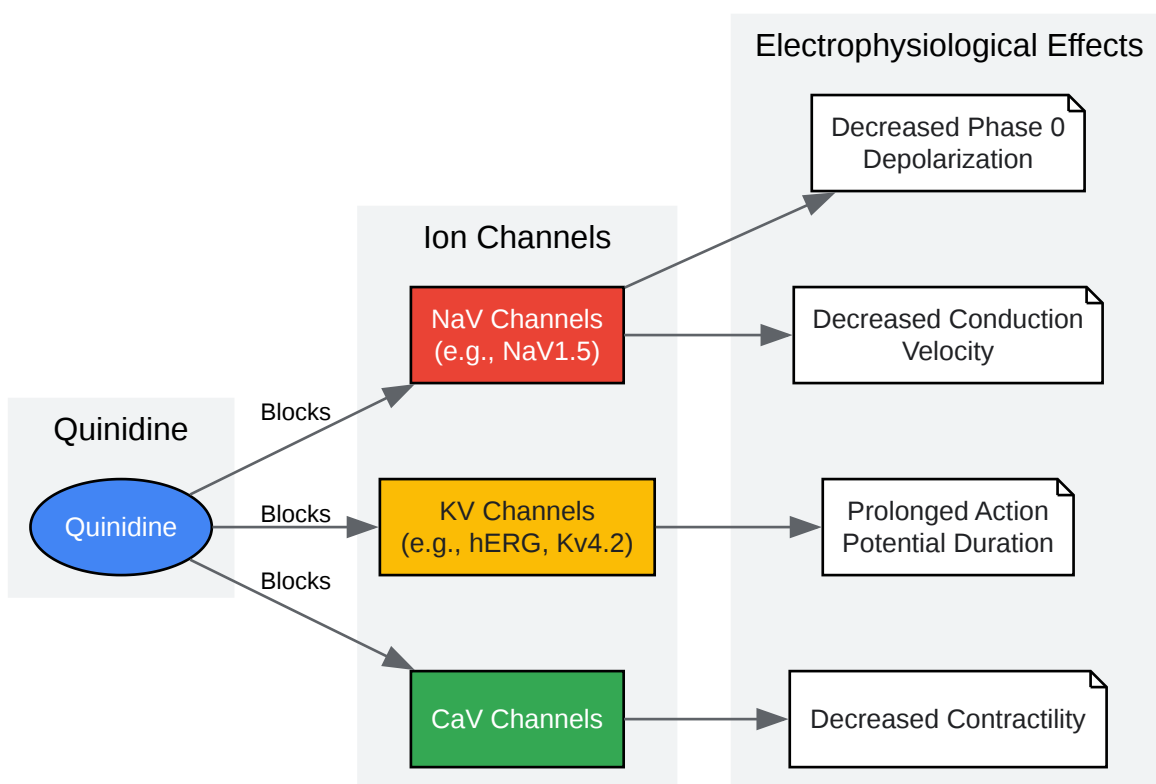 Electrophysiological Effects
Decreased Phase 0
Depolarization
Ion Channels
NaV Channels
(e.g., NaV1.5)
Decreased Conduction
Velocity
Blocks
Quinidine
Quinidine
Blocks
KV Channels
(e.g., hERG, Kv4.2)
Prolonged Action
Potential Duration
Blocks
CaV Channels
Decreased Contractility